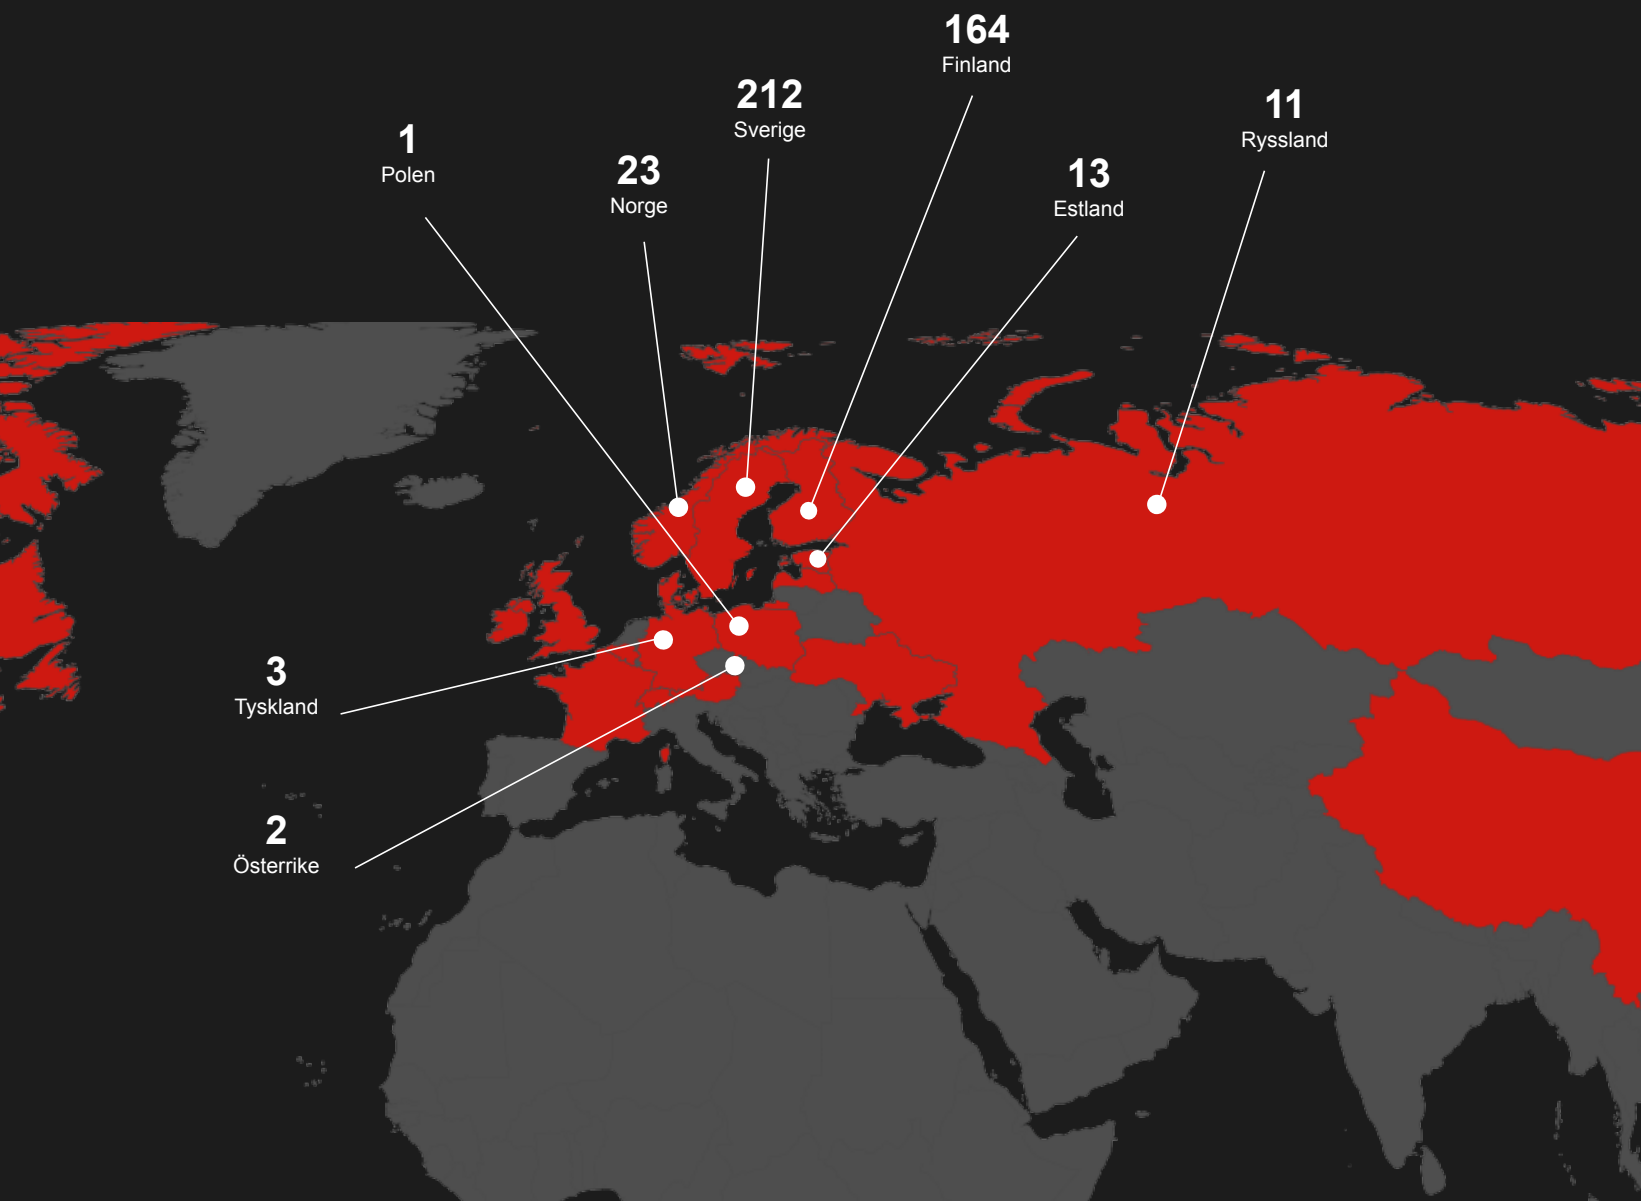 164
Finland
212
Sverige
11
Ryssland
1
Polen
23
Norge
13
Estland
3
Tyskland
2
Österrike